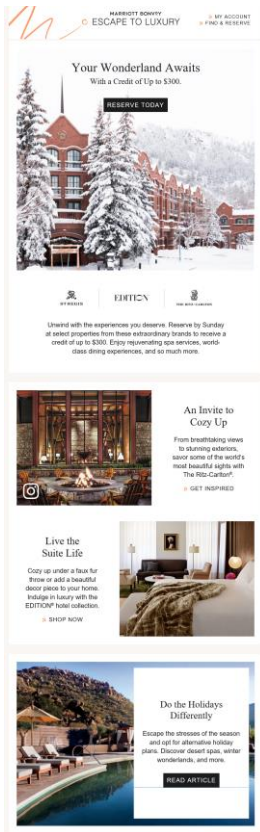 MARRIOTT BONVOY
ESCAPE TO LUXURY
MY ACCOUNT
FIND & RESERVE
Your Wonderland Awaits
With a Credit of Up to $300.
RESERVE TODAY
ST REGIS
EDITION
THE RITZ-CARLTON
Unwind with the experiences you deserve. Reserve by Sunday
at select properties from these extraordinary brands to receive a
credit of up to $300. Enjoy rejuvenating spa services, world-
class dining experiences, and so much more.
An Invite to
Cozy Up
From breathtaking views
to stunning exteriors,
savor some of the world's
most beautiful sights with
The Ritz-Carlton®.
GET INSPIRED
Live the
Suite Life
Cozy up under a faux fur
throw or add a beautiful
decor piece to your home.
Indulge in luxury with the
EDITION® hotel collection.
SHOP NOW
Do the Holidays
Differently
Escape the stresses of the season
and opt for alternative holiday
plans. Discover desert spas, winter
wonderlands, and more.
READ ARTICLE